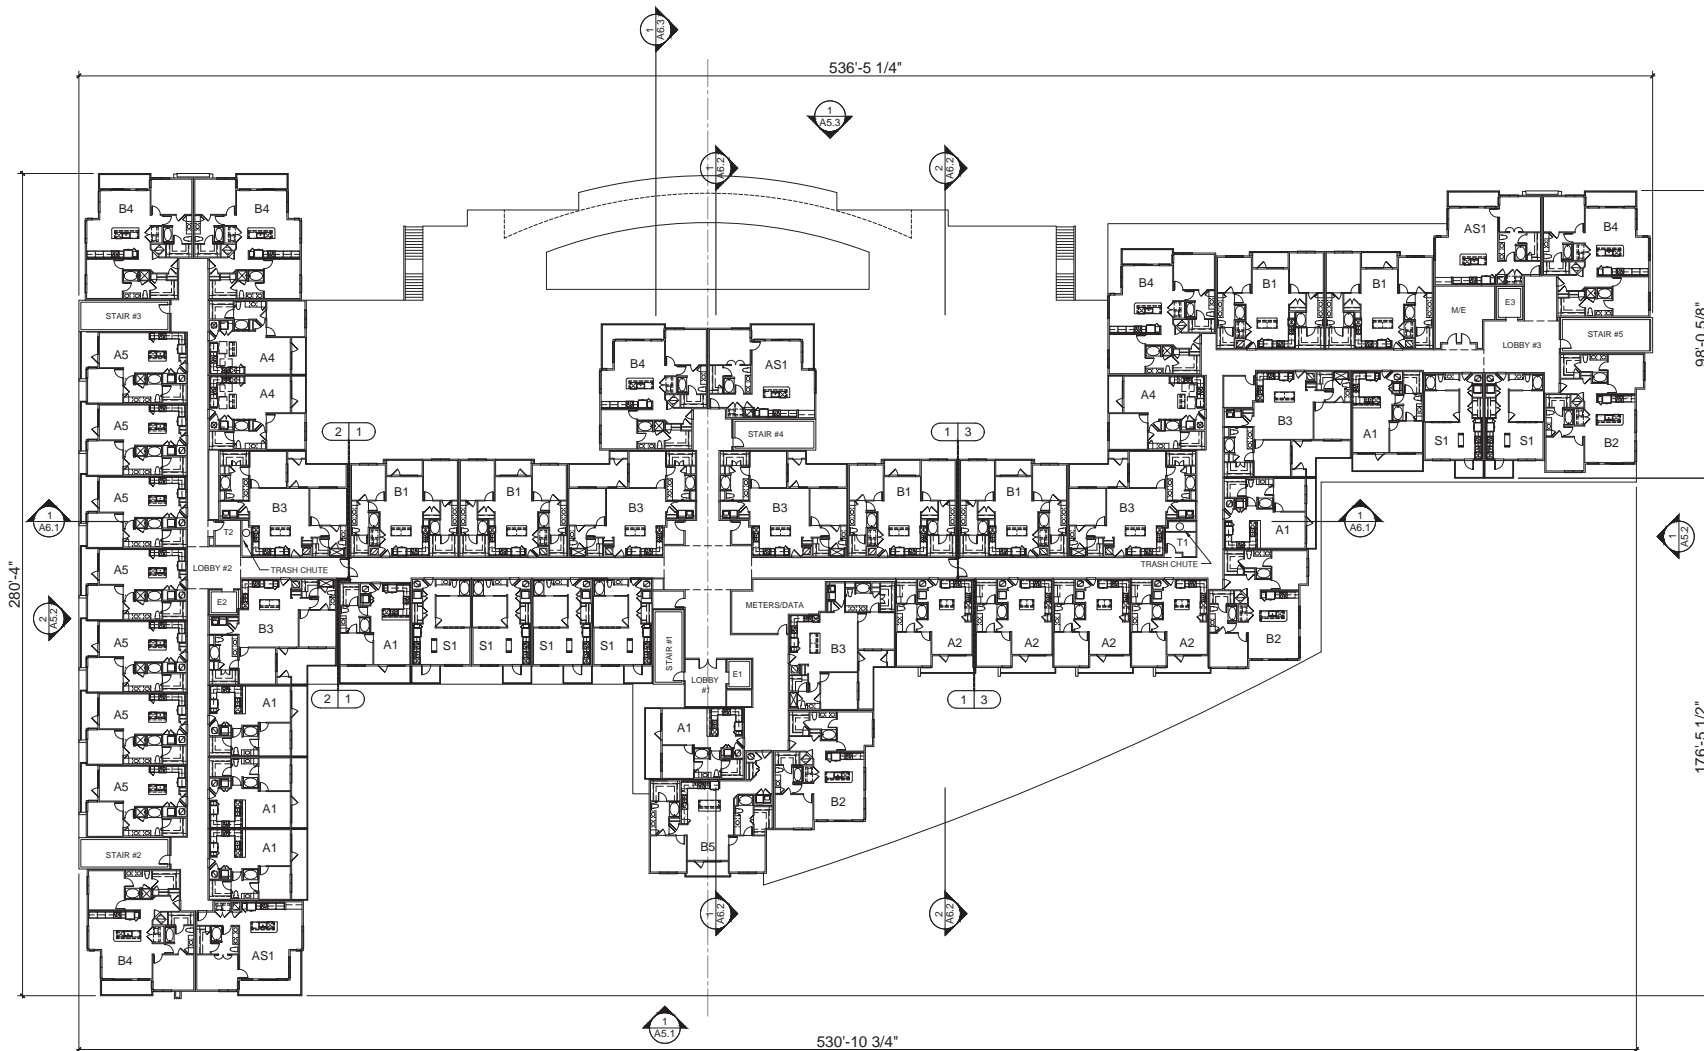 1
A6.3
536'-5 1/4"
1
A5.3
1
A6.2
2
A6.2
B4
B4
AS1
B4
STAIR #3
B4
B1
B1
M/E
E3
LOBBY #3
STAIR #5
98'-0 5/8"
A5
A4
B4
AS1
A5
A4
STAIR #4
A4
B3
A1
S1
S1
B2
2 1
1 3
A5
B3
B1
B1
B3
B3
B1
B1
B3
A1
1
A6.1
1
A6.1
1
A5.2
T2
T1
LOBBY #2
TRASH CHUTE
TRASH CHUTE
A5
280'-4"
2
A5.2
E2
B3
A1
S1
S1
S1
S1
STAIR #1
METERS/DATA
B3
A2
A2
A2
A2
B2
A5
LOBBY
#1
E1
2 1
1 3
A5
A1
A1
176'-5 1/2"
A5
A1
B2
A1
B5
STAIR #2
1
A6.2
2
A6.2
B4
AS1
1
A5.1
530'-10 3/4"